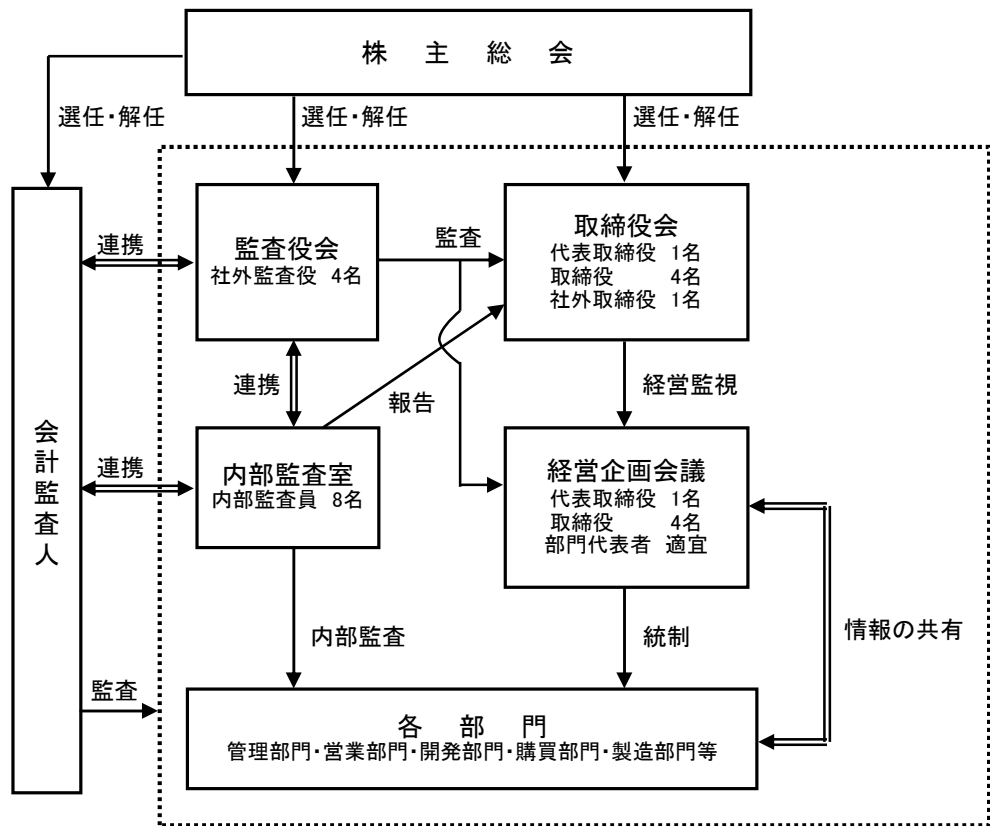 株 主 総 会
選任・解任
選任・解任
選任・解任
監査役会
社外監査役 4名
取締役会
代表取締役 1名
取締役 4名
社外取締役 1名
連携
監査
連携
報告
経営監視
会計監査人
連携
内部監査室
内部監査員 8名
経営企画会議
代表取締役 1名
取締役 4名
部門代表者 適宜
内部監査
統制
情報の共有
監査
各 部 門
管理部門・営業部門・開発部門・購買部門・製造部門等